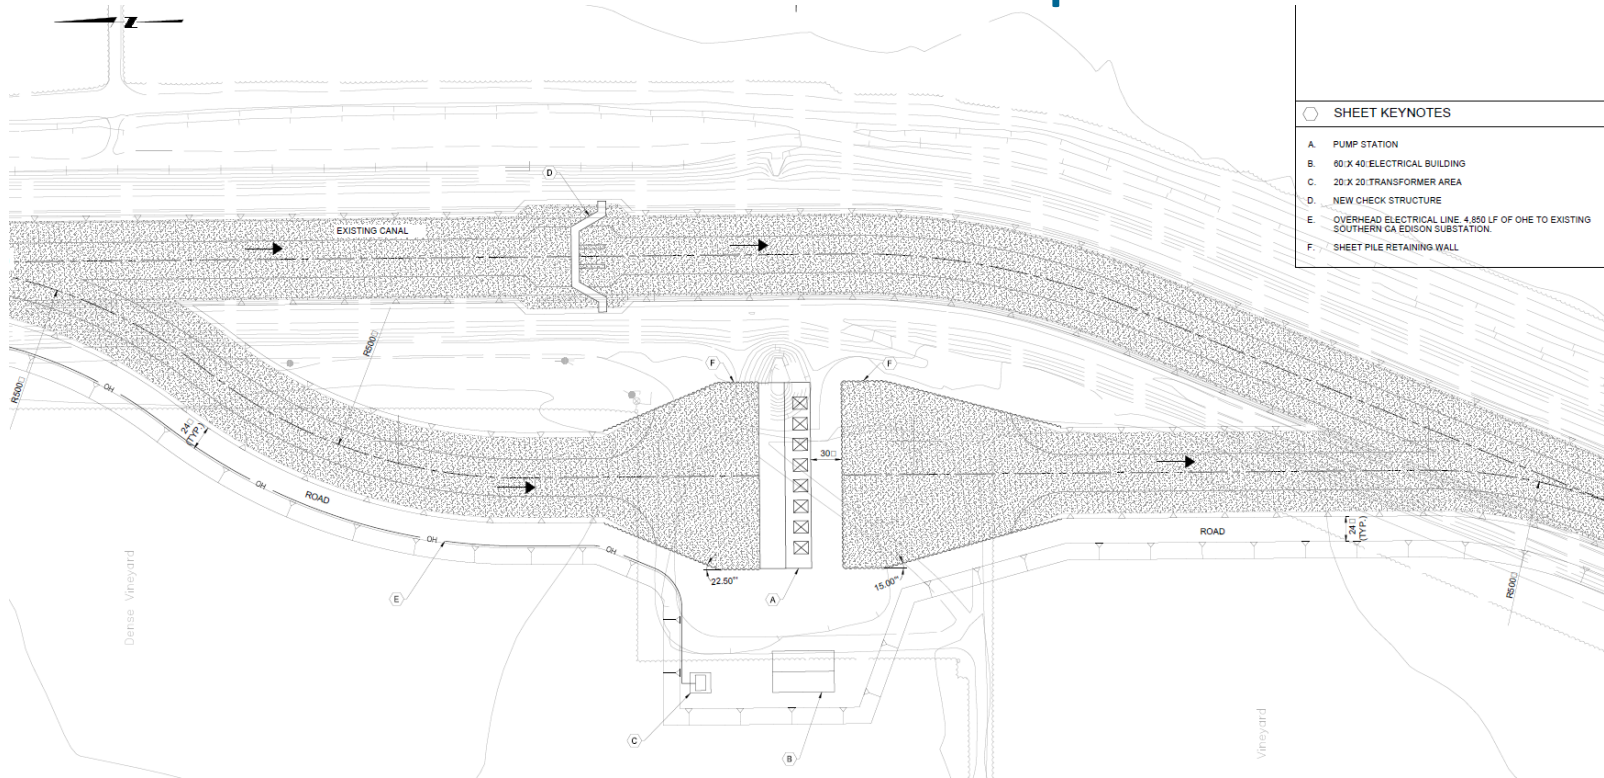 Z
SHEET KEYNOTES
A. PUMP STATION
B. 60□X 40□ELECTRICAL BUILDING
C. 20□X 20□TRANSFORMER AREA
D. NEW CHECK STRUCTURE
E. OVERHEAD ELECTRICAL LINE. 4,850 LF OF OHE TO EXISTING
SOUTHERN CA EDISON SUBSTATION.
F. SHEET PILE RETAINING WALL
D
EXISTING CANAL
R500□
R500□
F
F
OH
24□
(TYP.)
30□
OH
ROAD
OH
OH
ROAD
24□
(TYP.)
22.50°"
15.00°"
R500□
E
A
Dense Vineyard
C
B
Vineyard